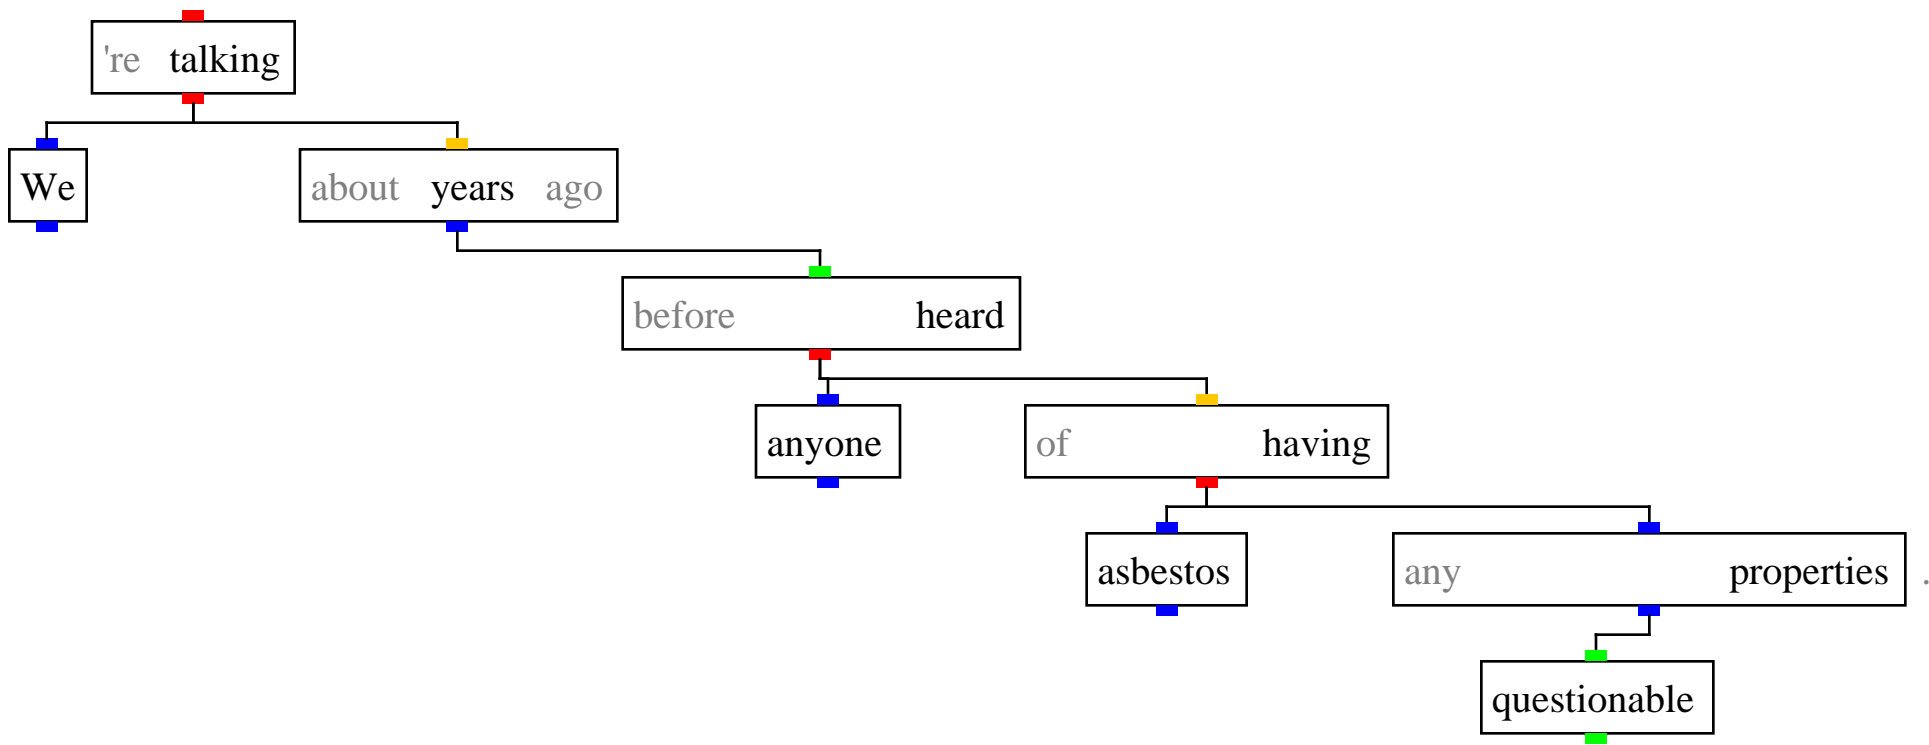 're talking
We about years ago
before heard
anyone of having
asbestos any properties .
questionable